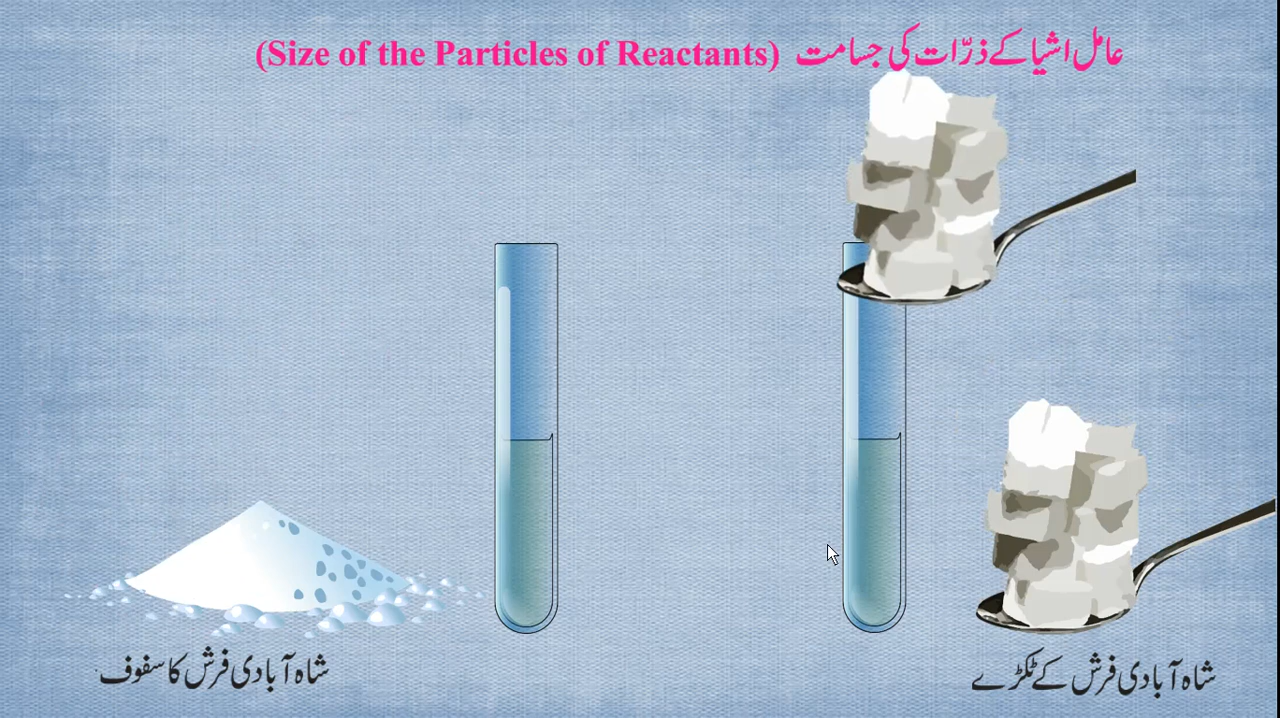 عامل اشیا کے ذرّات کی جسامت (Size of the Particles of Reactants)
شاہ آبادی فرش کا سفوف
شاہ آبادی فرش کے ٹکڑے